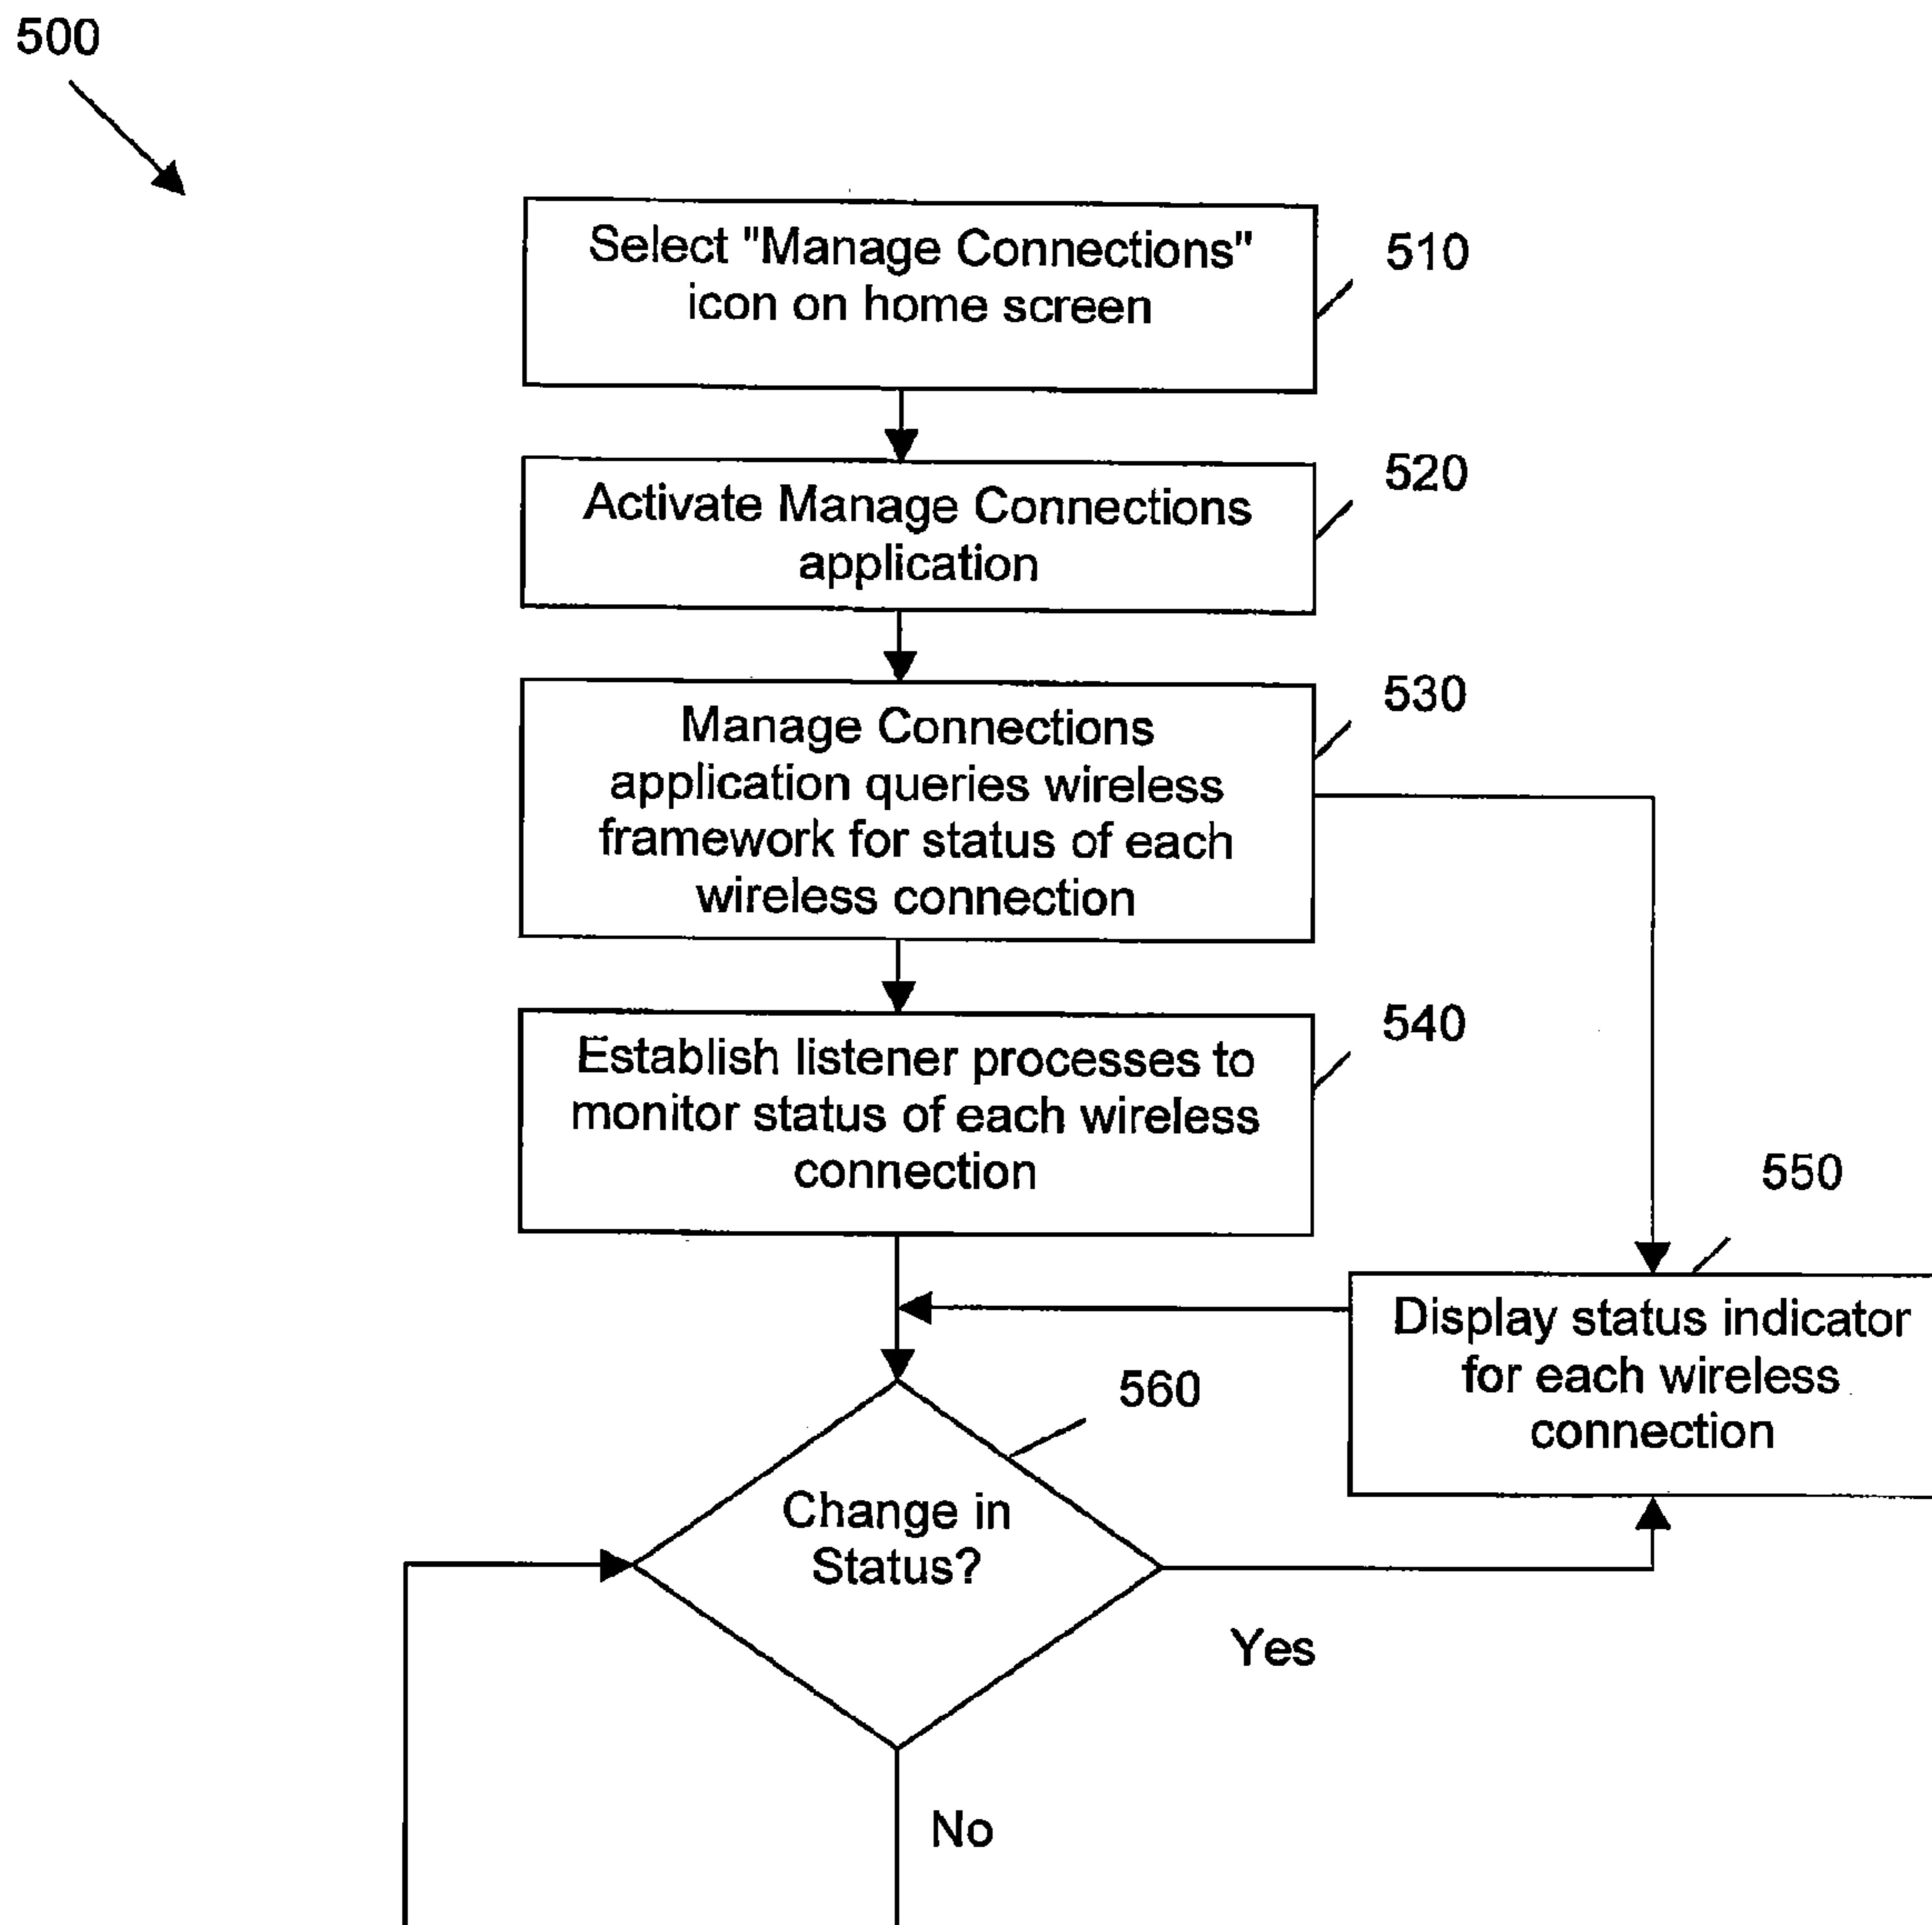 500
Select "Manage Connections"
icon on home screen
510
Activate Manage Connections
application
520
Manage Connections
application queries wireless
framework for status of each
wireless connection
530
Establish listener processes to
monitor status of each wireless
connection
540
550
Display status indicator
for each wireless
connection
560
Change in
Status?
Yes
No